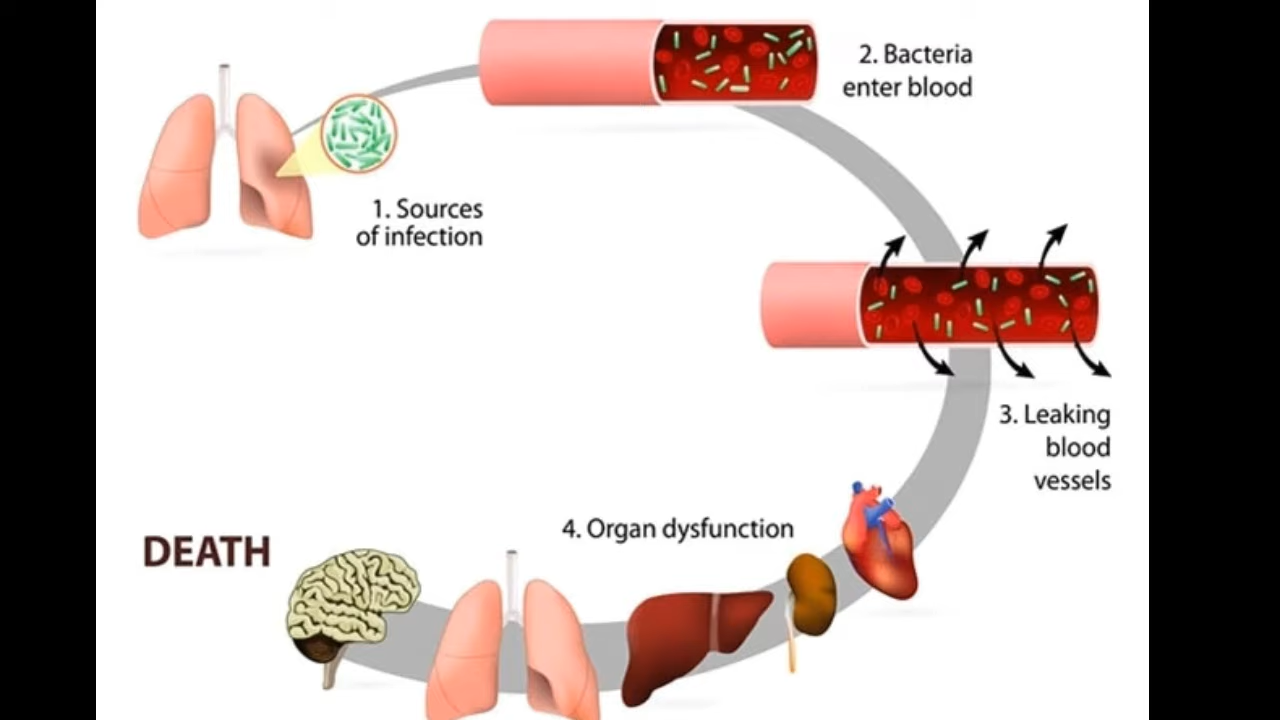 1. Sources
of infection
2. Bacteria
enter blood
3. Leaking
blood
vessels
4. Organ dysfunction
DEATH